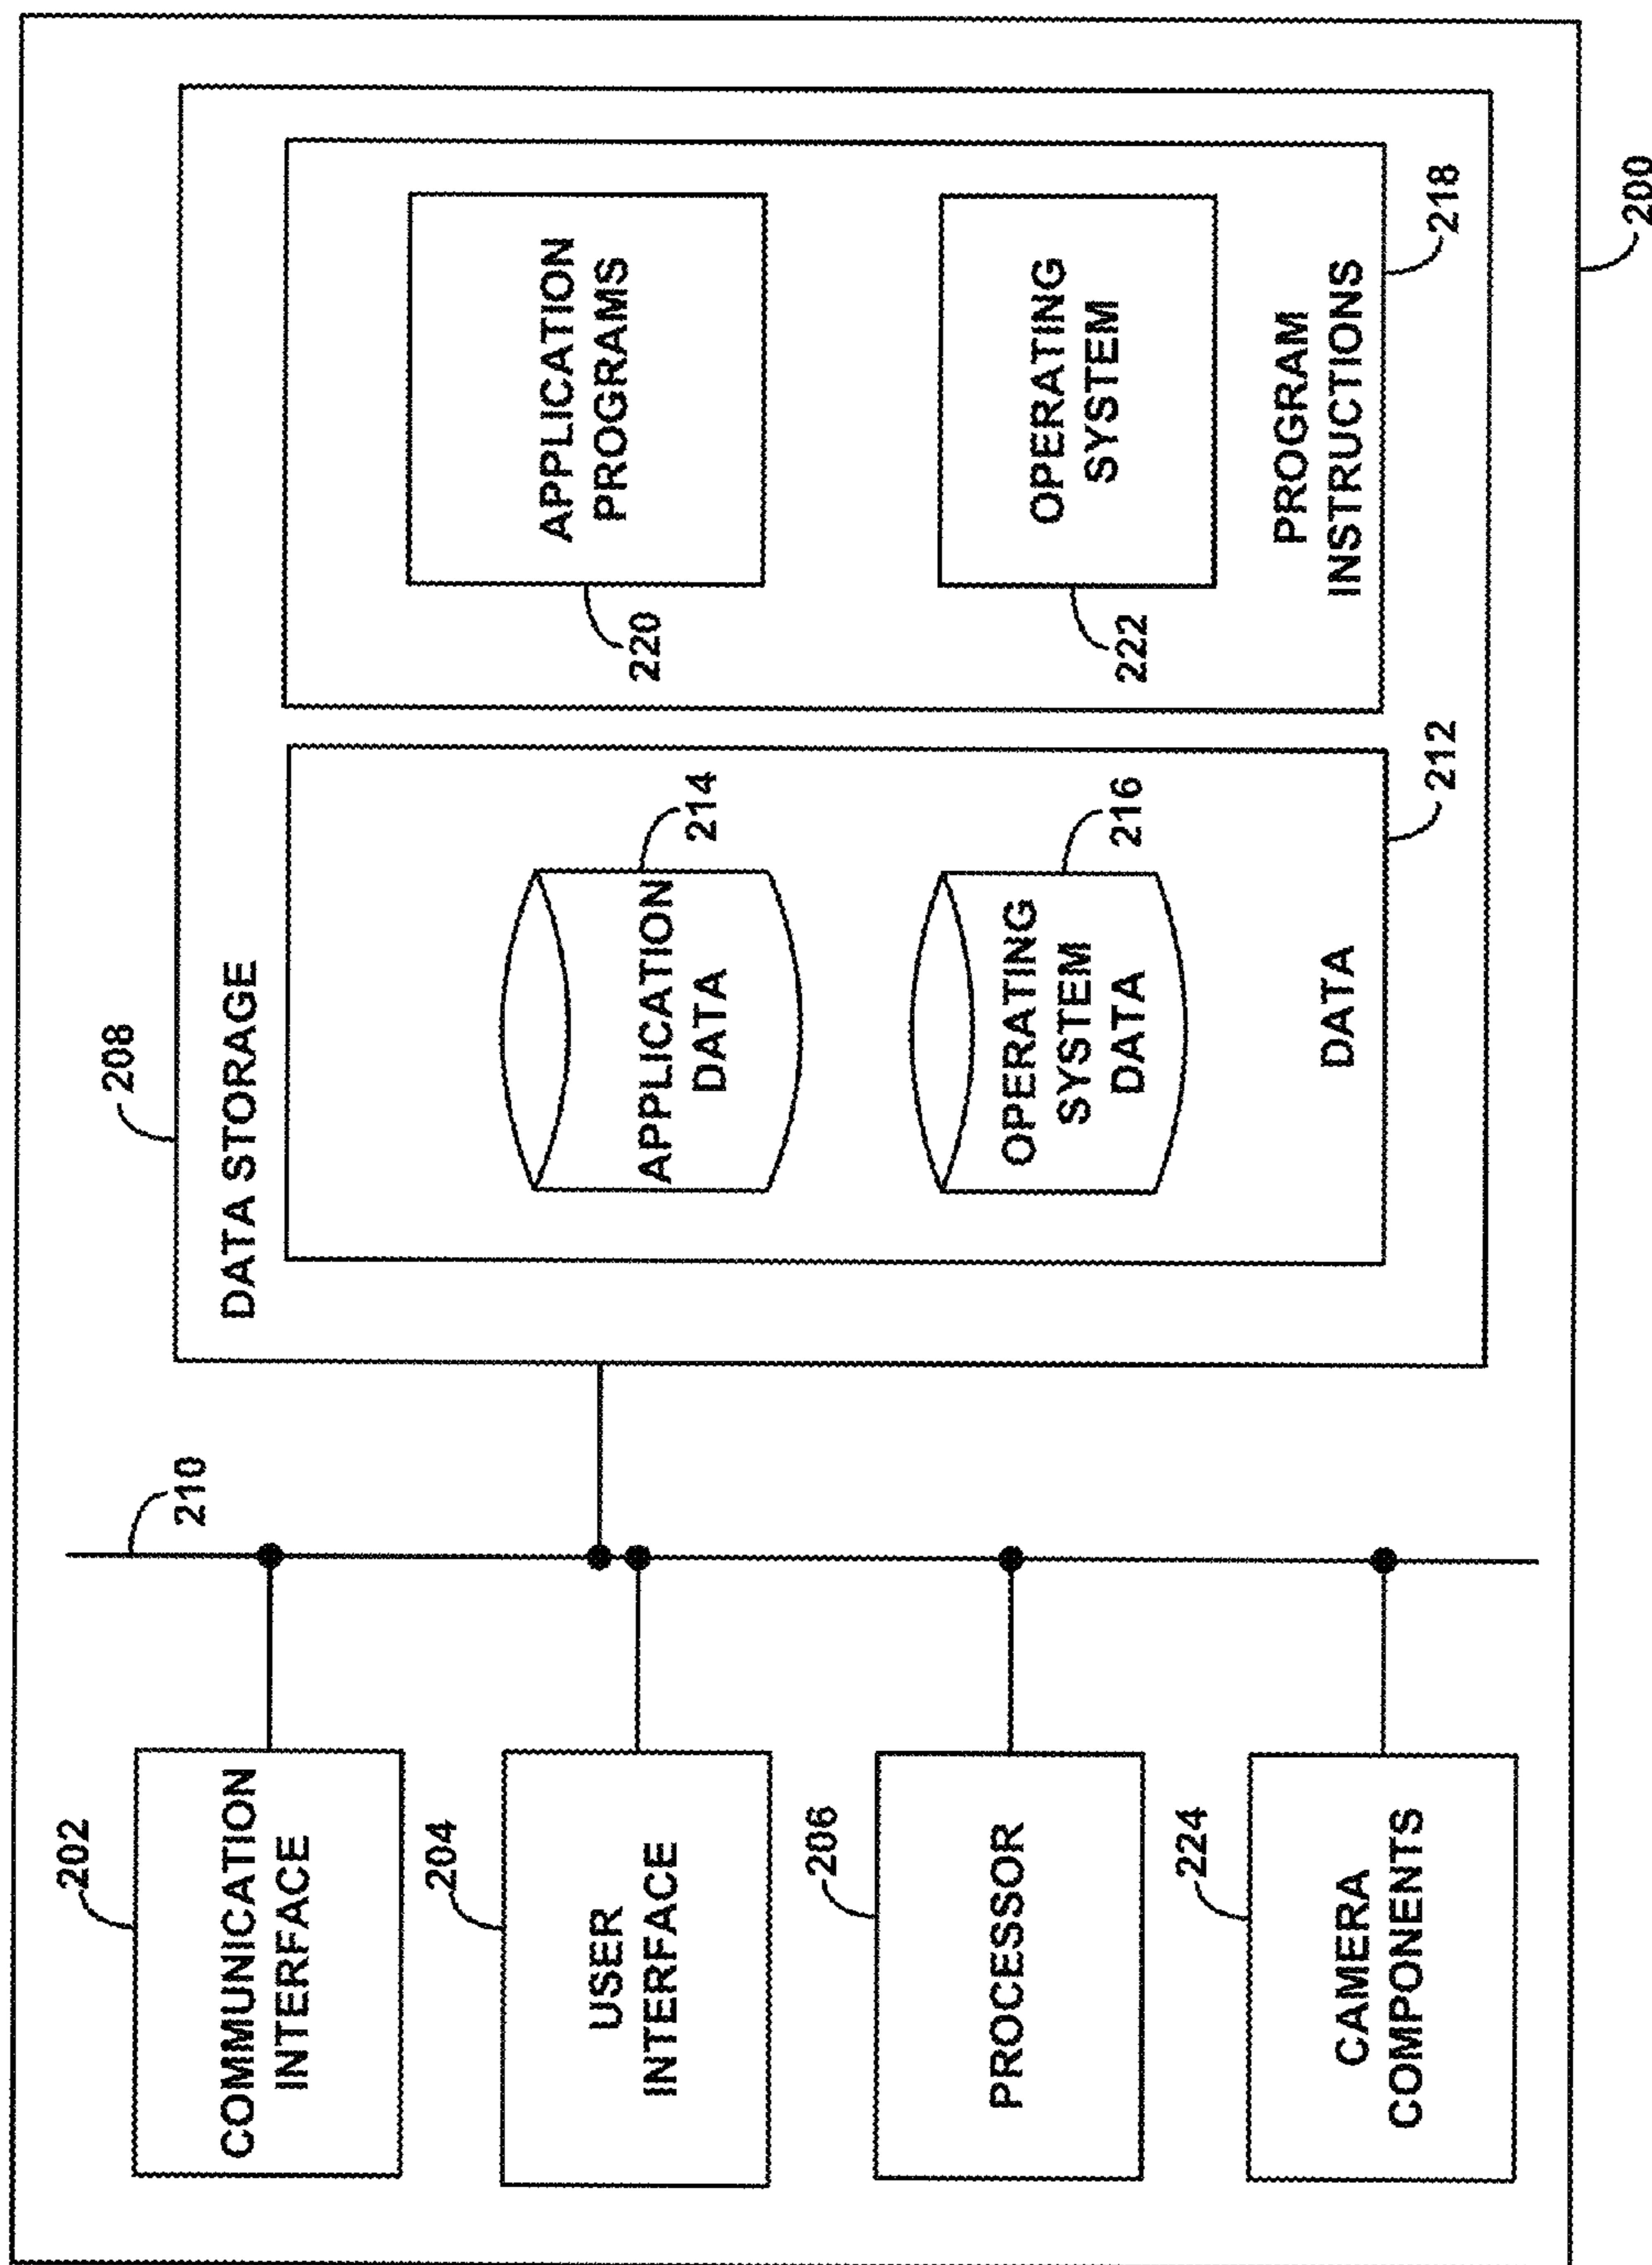 202
COMMUNICATION
INTERFACE
204
USER
INTERFACE
206
PROCESSOR
224
CAMERA
COMPONENTS
210
208
DATA STORAGE
214
APPLICATION
DATA
216
OPERATING
SYSTEM
DATA
DATA
212
APPLICATION
PROGRAMS
220
OPERATING
SYSTEM
222
PROGRAM
INSTRUCTIONS
218
200